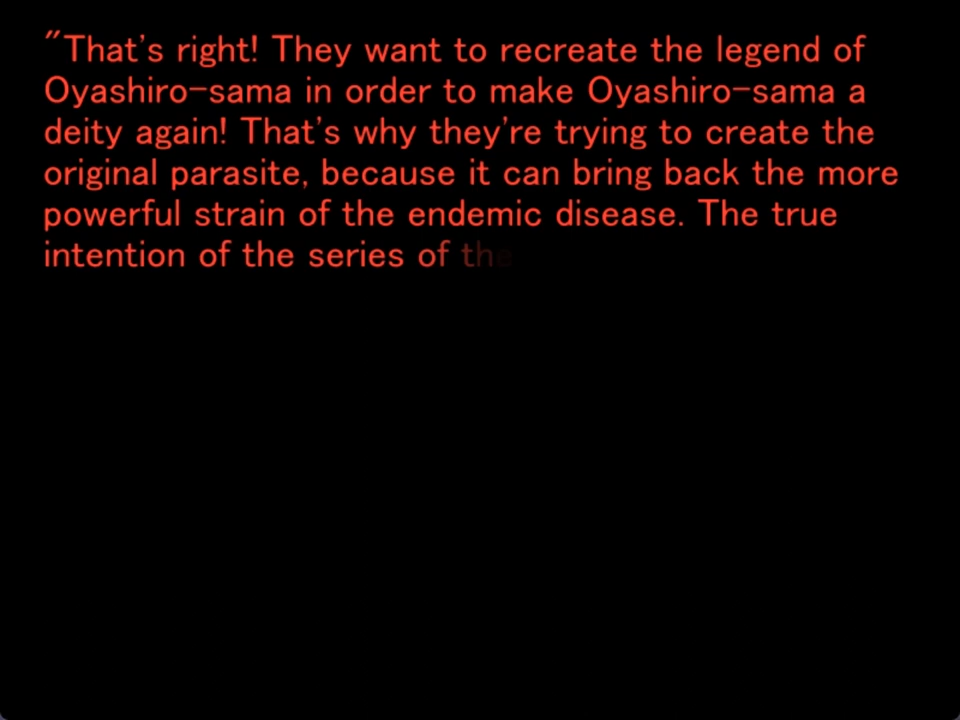 "That's right! They want to recreate the legend of
Oyashiro-sama in order to make Oyashiro-sama a
deity again! That's why they're trying to create the
original parasite, because it can bring back the more
powerful strain of the endemic disease. The true
intention of the series of the